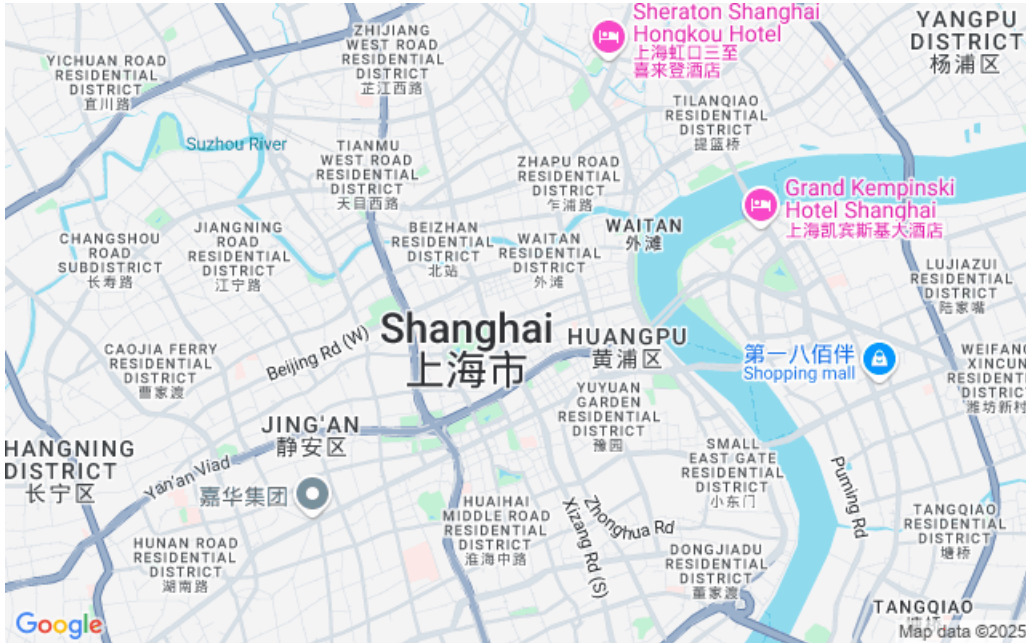 Sheraton Shanghai
Hongkou Hotel
上海虹口三至
喜来登酒店
YANGPU
DISTRICT
杨浦区
ZHIJIANG
WEST ROAD
RESIDENTIAL
DISTRICT
芷江西路
YICHUAN ROAD
RESIDENTIAL
DISTRICT
宜川路
TILANQIAO
RESIDENTIAL
DISTRICT
提篮桥
Suzhou River
TIANMU
WEST ROAD
RESIDENTIAL
DISTRICT
天目西路
ZHAPU ROAD
RESIDENTIAL
DISTRICT
乍浦路
Grand Kempinski
Hotel Shanghai
上海凯宾斯基大酒店
WAITAN
外滩
JIANGNING
ROAD
RESIDENTIAL
DISTRICT
江宁路
BEIZHAN
RESIDENTIAL
DISTRICT
北站
WAITAN
RESIDENTIAL
DISTRICT
外滩
CHANGSHOU
ROAD
SUBDISTRICT
长寿路
LUJIAZUI
RESIDENTIAL
DISTRICT
陆家嘴
Shanghai
上海市
HUANGPU
黄浦区
Beijing Rd (W)
CAOJIA FERRY
RESIDENTIAL
DISTRICT
曹家渡
第一八佰伴
Shopping mall
WEIFANG
XINCUN
RESIDENT
DISTRIC
潍坊新村
YUYUAN
GARDEN
RESIDENTIAL
DISTRICT
豫园
JING'AN
静安区
HANGNING
DISTRICT
长宁区
SMALL
EAST GATE
RESIDENTIAL
DISTRICT
小东门
Yan'an Viad
嘉华集团
Puming Rd
HUAIHAI
MIDDLE ROAD
RESIDENTIAL
DISTRICT
淮海中路
Xizang Rd (S)
Zhonghua Rd
TANGQIAO
RESIDENTIAL
DISTRICT
塘桥
HUNAN ROAD
RESIDENTIAL
DISTRICT
湖南路
DONGJIADU
RESIDENTIAL
DISTRICT
董家渡
TANGQIAO
Google
Map data ©2025